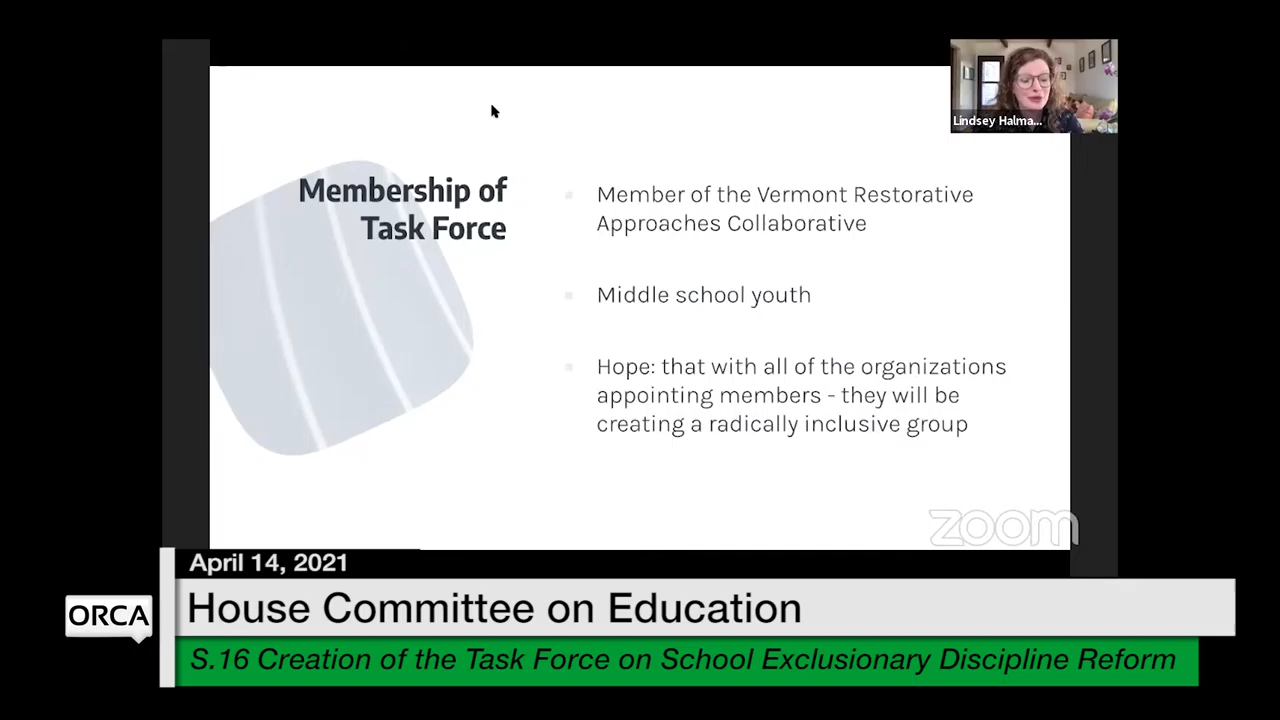 Lindsey Halma...
Membership of
Task Force
Member of the Vermont Restorative
Approaches Collaborative
Middle school youth
Hope: that with all of the organizations
appointing members - they will be
creating a radically inclusive group
zoom
April 14, 2021
ORCA
House Committee on Education
S.16 Creation of the Task Force on School Exclusionary Discipline Reform